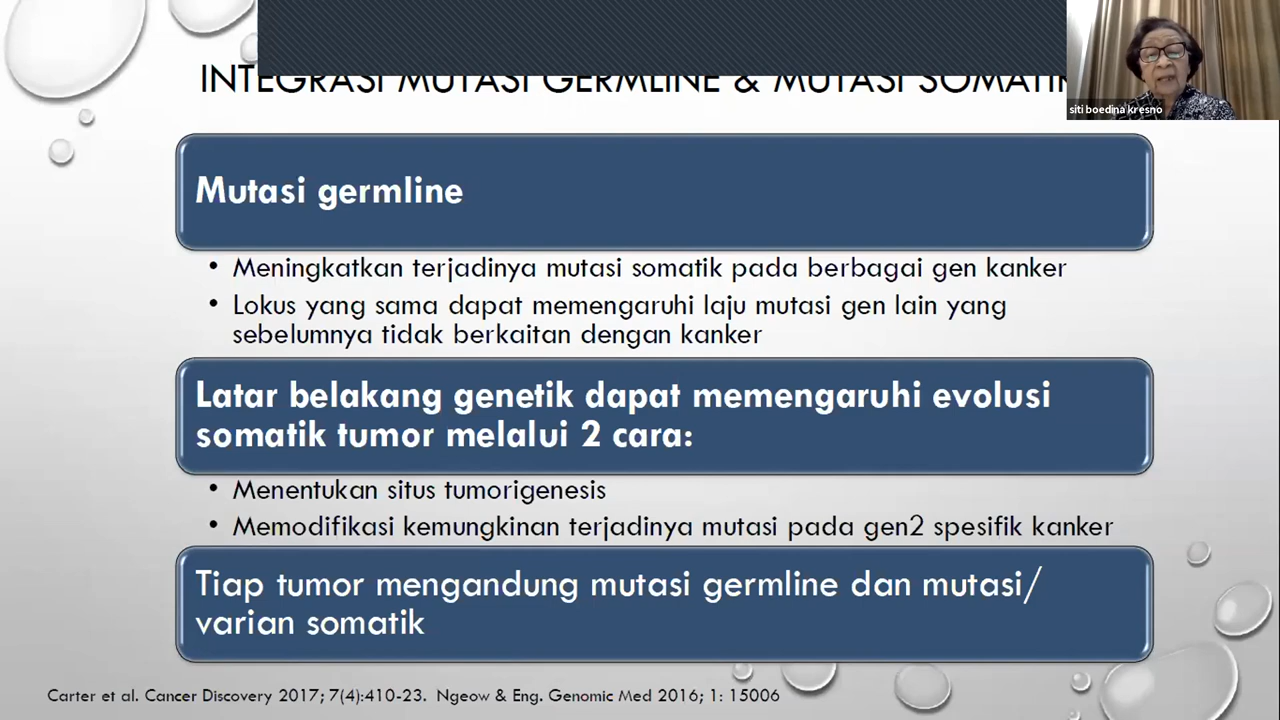 INTEGRASI MUTASI GERMLINE & MUTASI SOMATIK
siti boedina kresno
Mutasi germline
• Meningkatkan terjadinya mutasi somatik pada berbagai gen kanker
• Lokus yang sama dapat memengaruhi laju mutasi gen lain yang
sebelumnya tidak berkaitan dengan kanker
Latar belakang genetik dapat memengaruhi evolusi
somatik tumor melalui 2 cara:
• Menentukan situs tumorigenesis
• Memodifikasi kemungkinan terjadinya mutasi pada gen2 spesifik kanker
Tiap tumor mengandung mutasi germline dan mutasi/
varian somatik
Carter et al. Cancer Discovery 2017; 7(4):410-23. Ngeow & Eng. Genomic Med 2016; 1: 15006